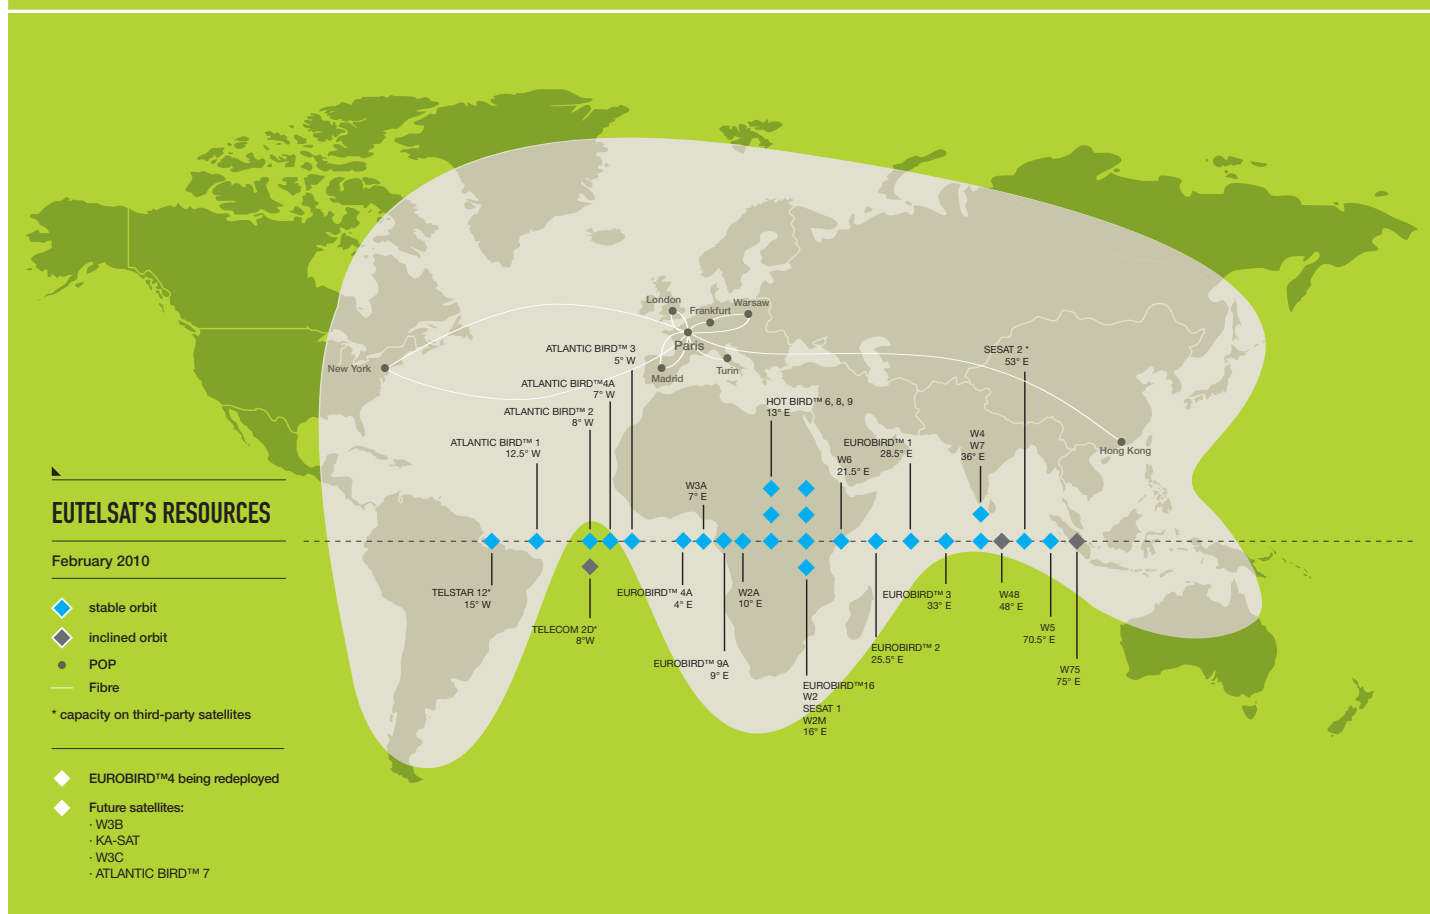 London
Warsaw
Frankfurt
Paris
New York
Madrid
Turin
Hong Kong
ATLANTIC BIRD™ 3
5° W
ATLANTIC BIRD™4A
7° W
ATLANTIC BIRD™ 2
8° W
ATLANTIC BIRD™ 1
12.5° W
SESAT 2 *
53° E
HOT BIRD™ 6, 8, 9
13° E
EUROBIRD™ 1
28.5° E
W4
W7
36° E
W6
21.5° E
W3A
7° E
TELSTAR 12*
15° W
TELECOM 2D*
8°W
EUROBIRD™ 4A
4° E
W2A
10° E
EUROBIRD™ 9A
9° E
EUROBIRD™16
W2
SESAT 1
W2M
16° E
EUROBIRD™ 2
25.5° E
EUROBIRD™ 3
33° E
W48
48° E
W5
70.5° E
W75
75° E
EUTELSAT'S RESOURCES
February 2010
stable orbit
inclined orbit
POP
Fibre
* capacity on third-party satellites
EUROBIRD™4 being redeployed
Future satellites:
· W3B
· KA-SAT
· W3C
· ATLANTIC BIRD™ 7